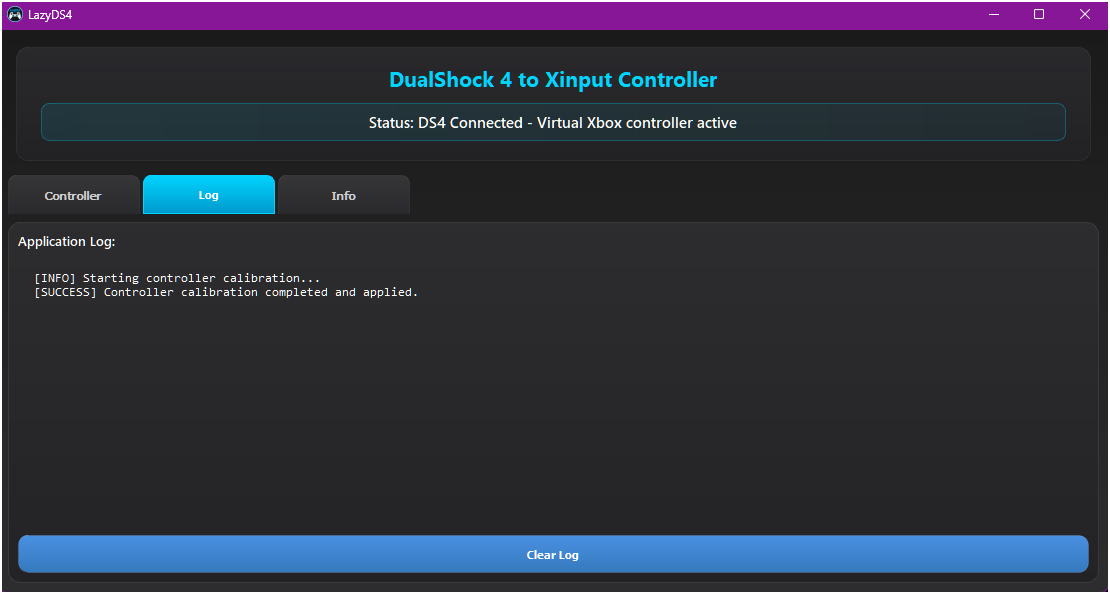 LazyDS4
DualShock 4 to Xinput Controller
Status: DS4 Connected - Virtual Xbox controller active
Controller
Log
Info
Application Log:
[INFO] Starting controller calibration...
[SUCCESS] Controller calibration completed and applied.
Clear Log